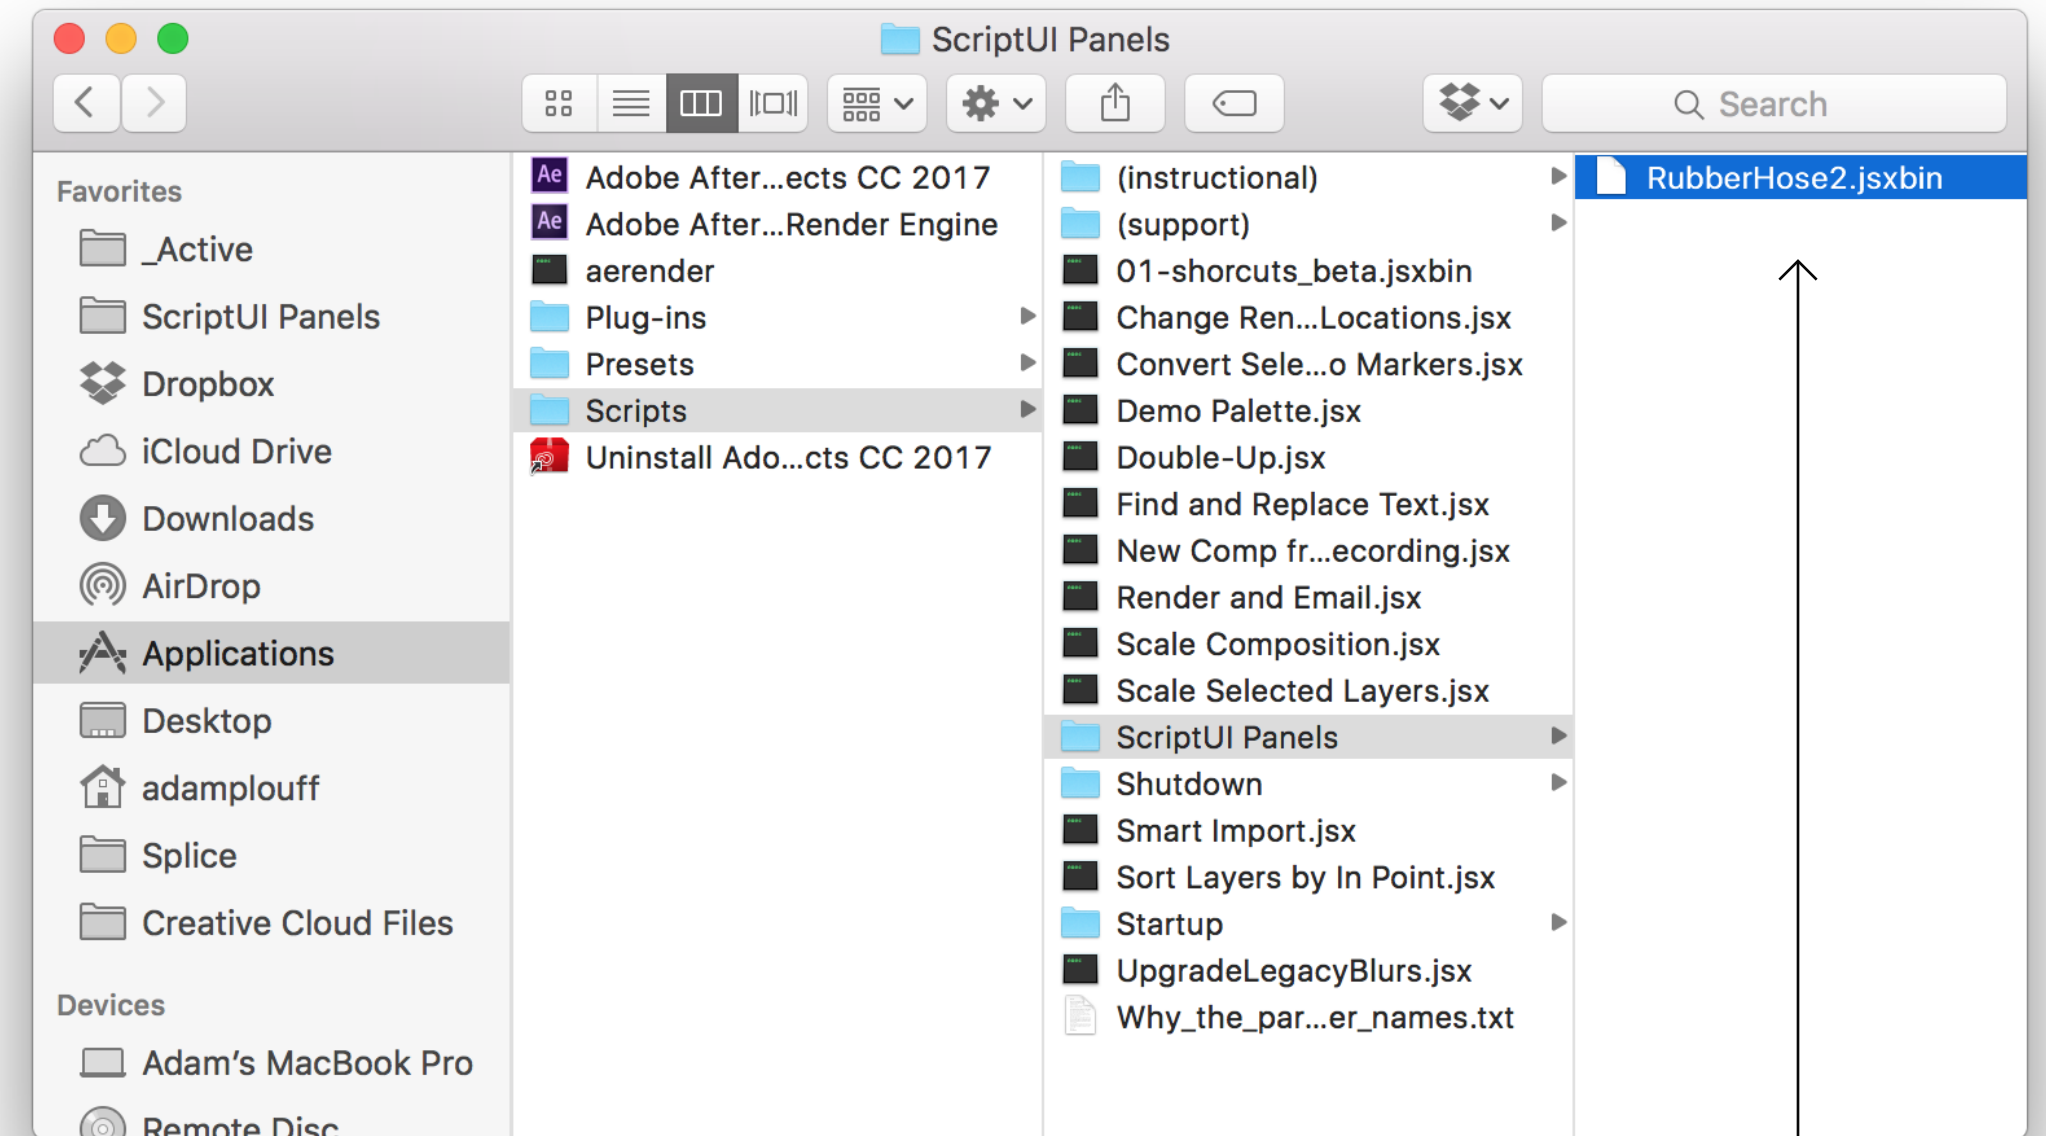 ScriptUI Panels
Search
Favorites
_Active
ScriptUI Panels
Dropbox
iCloud Drive
Downloads
AirDrop
Applications
Desktop
adamplouff
Splice
Creative Cloud Files
Devices
Adam's MacBook Pro
Remote Disc
Ae Adobe After...ects CC 2017
Ae Adobe After...Render Engine
aerender
Plug-ins
Presets
Scripts
Uninstall Ado...cts CC 2017
(instructional)
(support)
01-shorcuts_beta.jsxbin
Change Ren...Locations.jsx
Convert Sele...o Markers.jsx
Demo Palette.jsx
Double-Up.jsx
Find and Replace Text.jsx
New Comp fr...ecording.jsx
Render and Email.jsx
Scale Composition.jsx
Scale Selected Layers.jsx
ScriptUI Panels
Shutdown
Smart Import.jsx
Sort Layers by In Point.jsx
Startup
UpgradeLegacyBlurs.jsx
Why_the_par...er_names.txt
RubberHose2.jsxbin